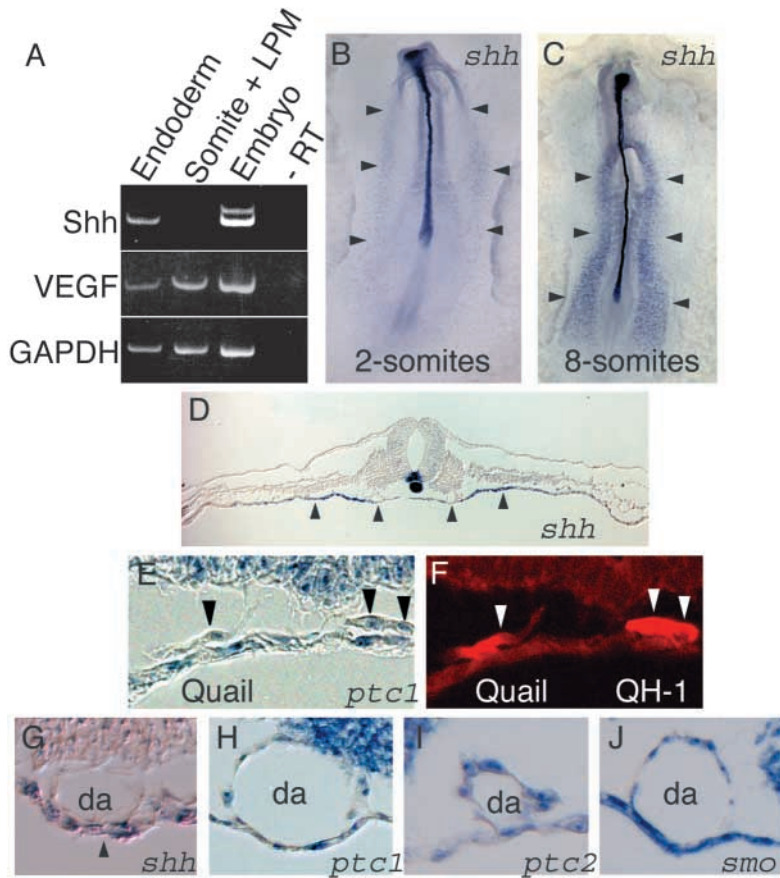 A
Endoderm
Somite + LPM
Embryo
- RT
Shh
VEGF
GAPDH
B
shh
2-somites
C
shh
8-somites
D
shh
E
Quail
ptc1
F
Quail
QH-1
G
da
shh
H
da
ptc1
I
da
ptc2
J
da
smo